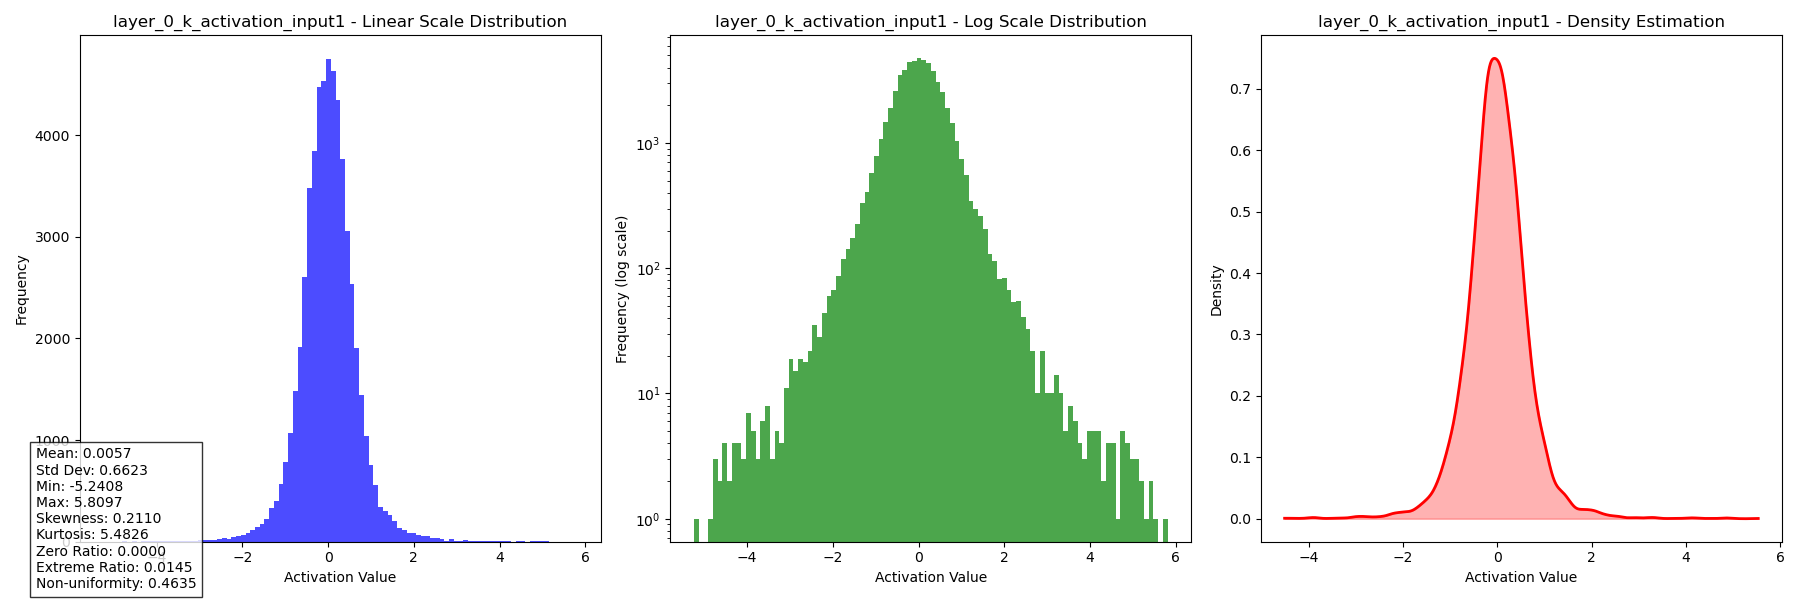 layer_0_k_activation_input1 - Linear Scale Distribution
Frequency
4000
3000
2000
1000
0
−4 −2 0 2 4 6
Activation Value
Mean: 0.0057
Std Dev: 0.6623
Min: -5.2408
Max: 5.8097
Skewness: 0.2110
Kurtosis: 5.4826
Zero Ratio: 0.0000
Extreme Ratio: 0.0145
Non-uniformity: 0.4635
layer_0_k_activation_input1 - Log Scale Distribution
Frequency (log scale)
10³
10²
10¹
10⁰
−4 −2 0 2 4 6
Activation Value
layer_0_k_activation_input1 - Density Estimation
Density
0.7
0.6
0.5
0.4
0.3
0.2
0.1
0.0
−4 −2 0 2 4 6
Activation Value